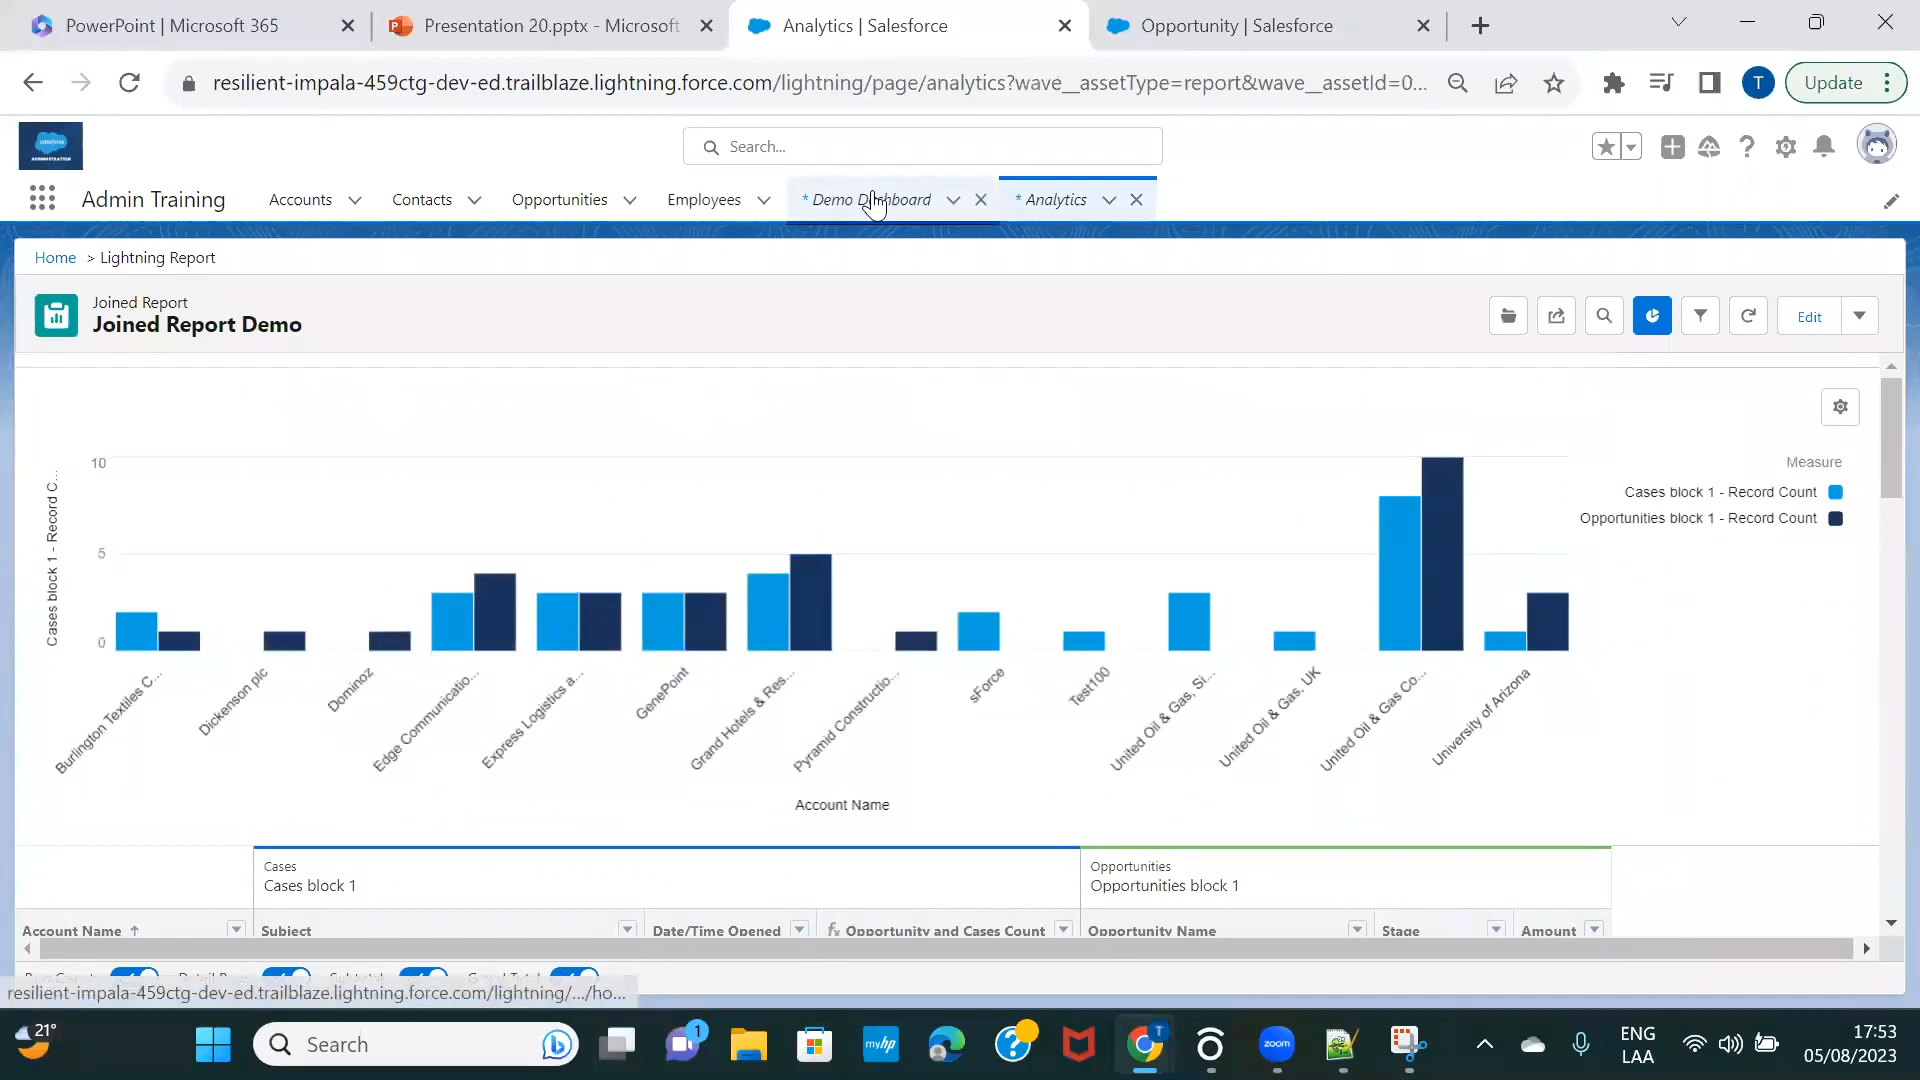 PowerPoint | Microsoft 365
Presentation 20.pptx - Microsoft
Analytics | Salesforce
Opportunity | Salesforce
resilient-impala-459ctg-dev-ed.trailblaze.lightning.force.com/lightning/page/analytics?wave__assetType=report&wave__assetId=0...
T
Update
Search...
Admin Training
Accounts
Contacts
Opportunities
Employees
* Demo Dashboard
* Analytics
Home > Lightning Report
Joined Report
Joined Report Demo
Edit
10
5
0
Cases block 1 - Record C...
Measure
Cases block 1 - Record Count
Opportunities block 1 - Record Count
Burlington Textiles C...
Dickenson plc
Dominoz
Edge Communicatio...
Express Logistics a...
GenePoint
Grand Hotels & Res...
Pyramid Constructio...
sForce
Test100
United Oil & Gas, Si...
United Oil & Gas, UK
United Oil & Gas Co...
University of Arizona
Account Name
Cases
Cases block 1
Opportunities
Opportunities block 1
Account Name ↑
Subject
Date/Time Opened
fx Opportunity and Cases Count
Opportunity Name
Stage
Amount
resilient-impala-459ctg-dev-ed.trailblaze.lightning.force.com/lightning/.../ho...
21°
Search
1
myhp
zoom
T
ENG
LAA
17:53
05/08/2023